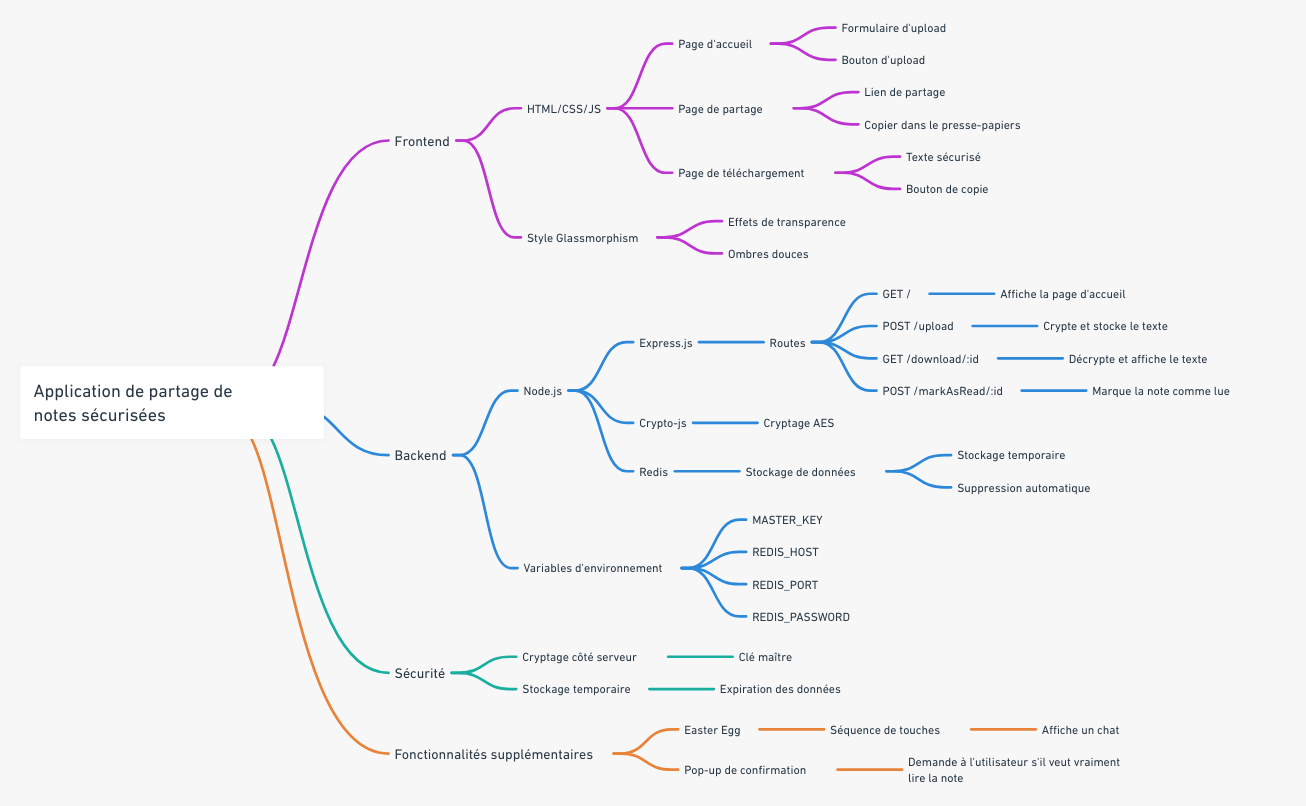 Application de partage de
notes sécurisées
Frontend
HTML/CSS/JS
Page d'accueil
Formulaire d'upload
Bouton d'upload
Page de partage
Lien de partage
Copier dans le presse-papiers
Page de téléchargement
Texte sécurisé
Bouton de copie
Style Glassmorphism
Effets de transparence
Ombres douces
Backend
Node.js
Express.js
Routes
GET /
Affiche la page d'accueil
POST /upload
Crypte et stocke le texte
GET /download/:id
Décrypte et affiche le texte
POST /markAsRead/:id
Marque la note comme lue
Crypto-js
Cryptage AES
Redis
Stockage de données
Stockage temporaire
Suppression automatique
Variables d'environnement
MASTER_KEY
REDIS_HOST
REDIS_PORT
REDIS_PASSWORD
Sécurité
Cryptage côté serveur
Clé maître
Stockage temporaire
Expiration des données
Fonctionnalités supplémentaires
Easter Egg
Séquence de touches
Affiche un chat
Pop-up de confirmation
Demande à l'utilisateur s'il veut vraiment
lire la note